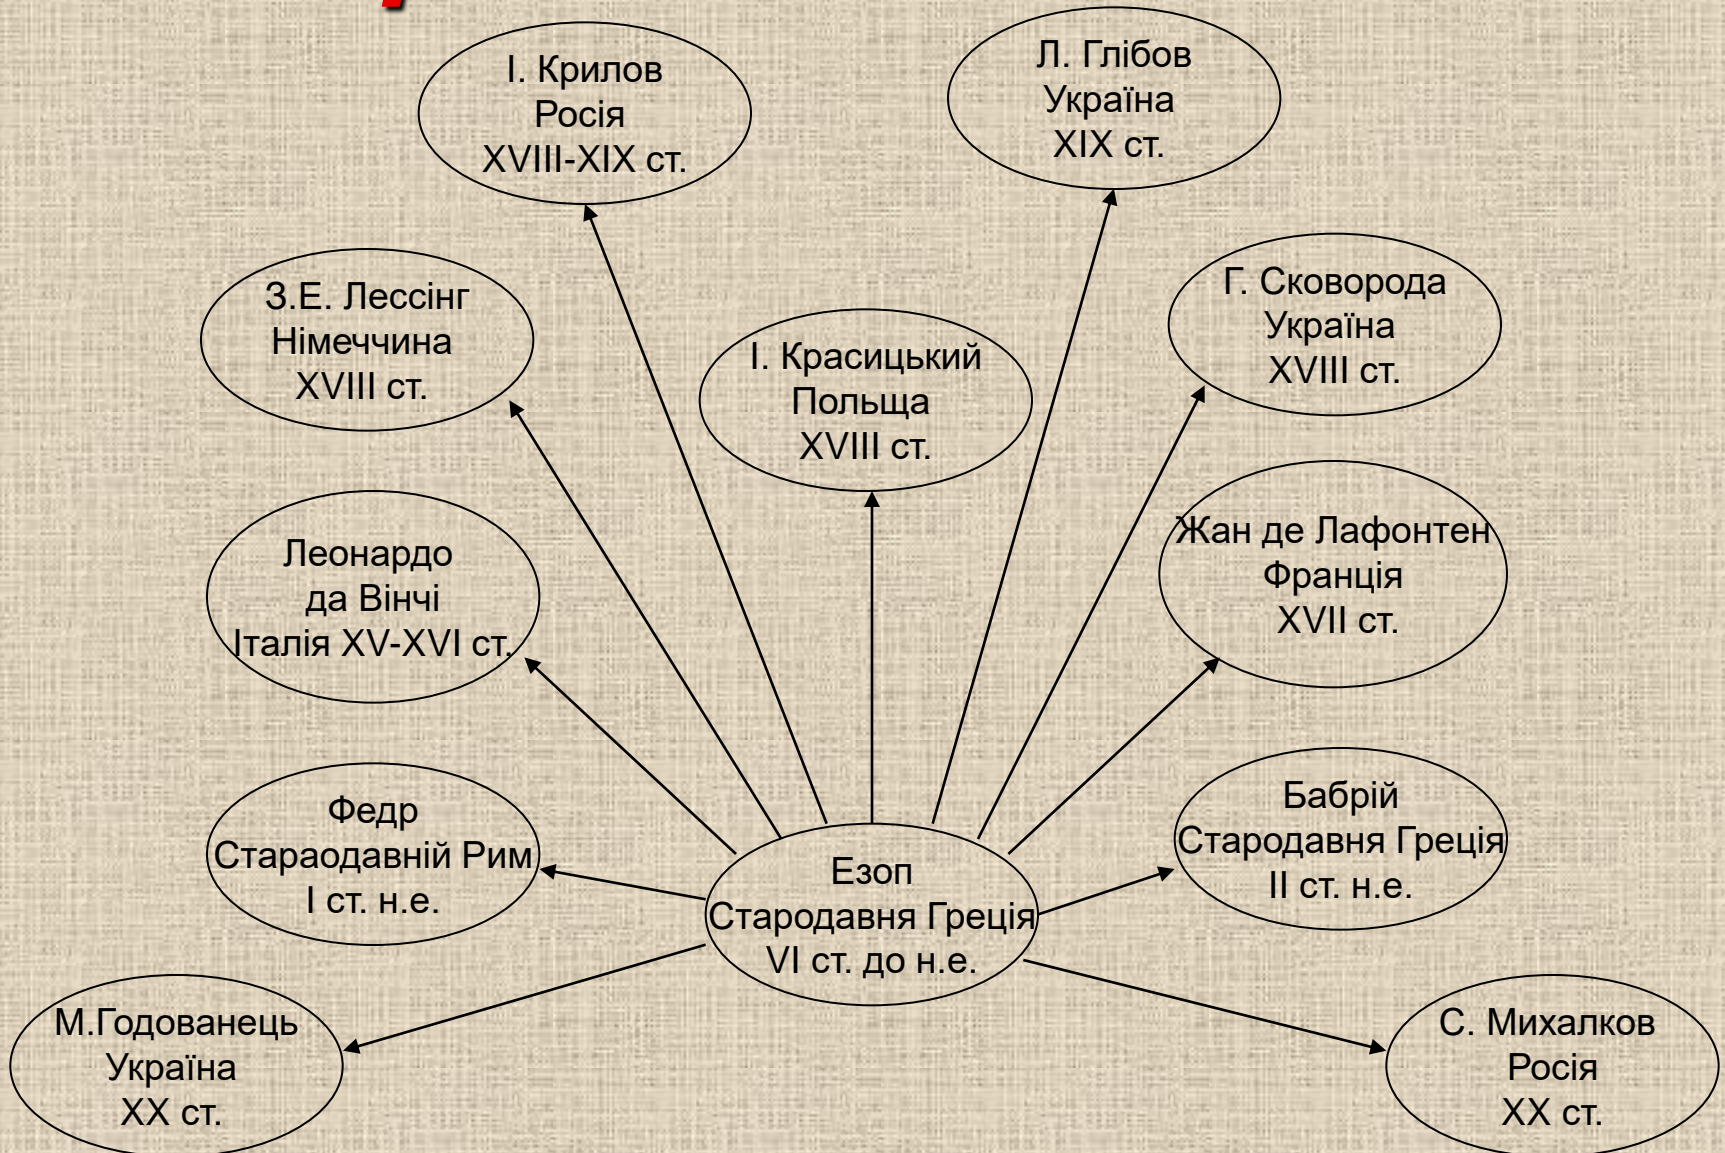 І. Крилов
Росія
XVIII-XIX ст.
Л. Глібов
Україна
XIX ст.
З.Е. Лессінг
Німеччина
XVIII ст.
І. Красицький
Польща
XVIII ст.
Г. Сковорода
Україна
XVIII ст.
Леонардо
да Вінчі
Італія XV-XVI ст.
Жан де Лафонтен
Франція
XVII ст.
Федр
Стараодавній Рим
I ст. н.е.
Езоп
Стародавня Греція
VI ст. до н.е.
Бабрій
Стародавня Греція
II ст. н.е.
М.Годованець
Україна
XX ст.
С. Михалков
Росія
XX ст.